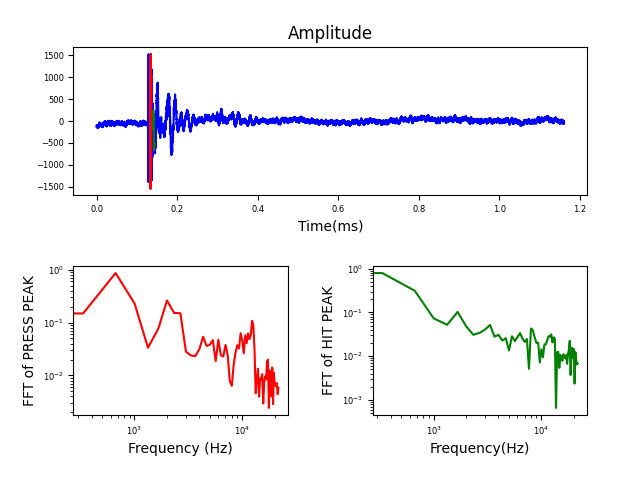 Amplitude
1500
1000
500
0
−500
−1000
−1500
0.0 0.2 0.4 0.6 0.8 1.0 1.2
Time(ms)
FFT of PRESS PEAK
10⁰
10⁻¹
10⁻²
10³ 10⁴
Frequency (Hz)
FFT of HIT PEAK
10⁰
10⁻¹
10⁻²
10⁻³
10³ 10⁴
Frequency(Hz)